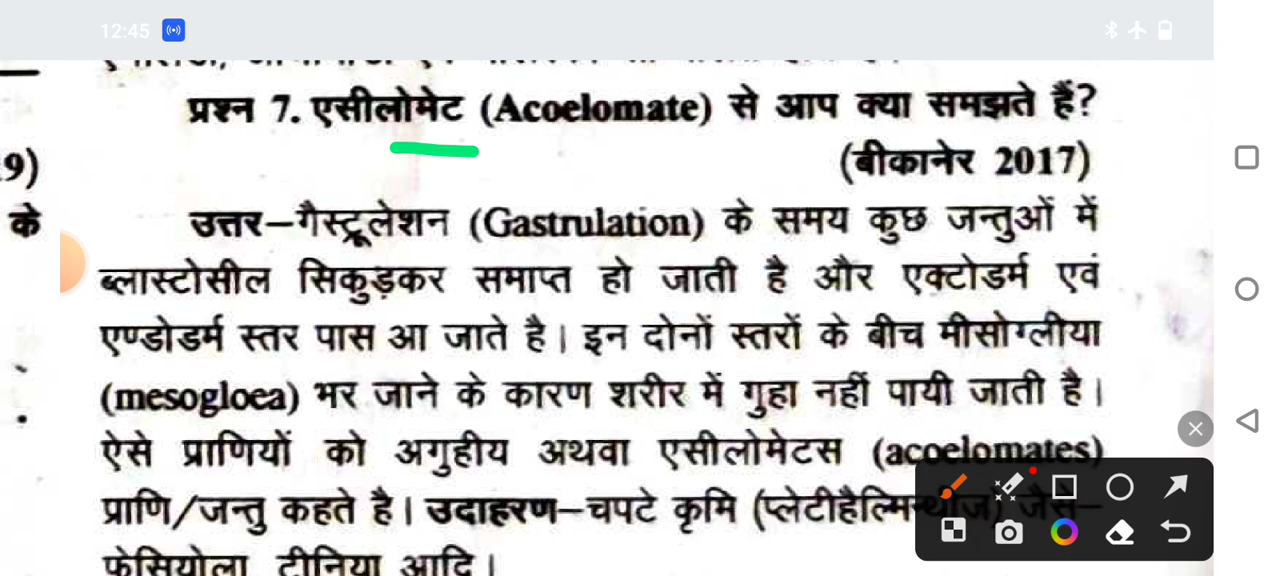 12:45
प्रश्न 7. एसीलोमेट (Acoelomate) से आप क्या समझते हैं?
9)
(बीकानेर 2017)
के
उत्तर–गैस्ट्रूलेशन (Gastrulation) के समय कुछ जन्तुओं में
ब्लास्टोसील सिकुड़कर समाप्त हो जाती है और एक्टोडर्म एवं
एण्डोडर्म स्तर पास आ जाते है। इन दोनों स्तरों के बीच मीसोग्लीया
(mesogloea) भर जाने के कारण शरीर में गुहा नहीं पायी जाती है।
ऐसे प्राणियों को अगुहीय अथवा एसीलोमेटस (acoelomates)
प्राणि/जन्तु कहते है। उदाहरण–चपटे कृमि (प्लेटीहैल्मिन्थीज) जैसे–
फेसियोला, टीनिया आदि।